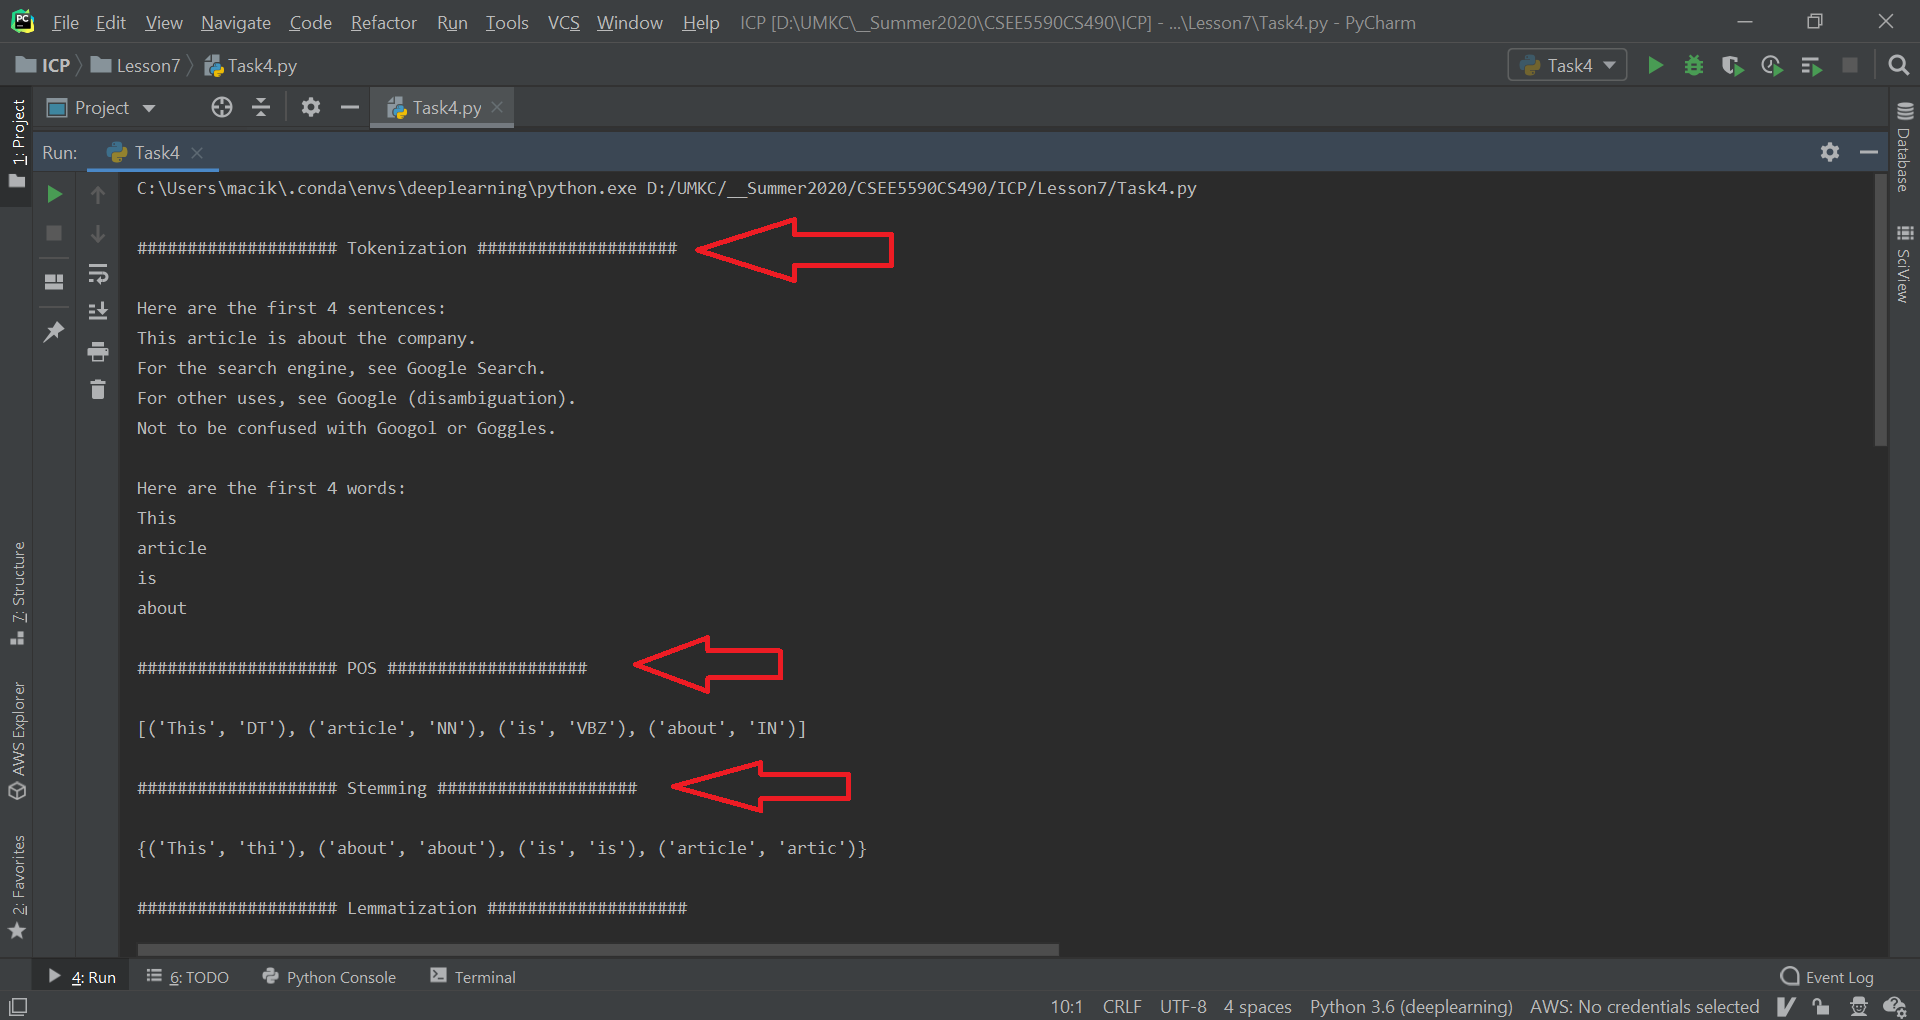 File Edit View Navigate Code Refactor Run Tools VCS Window Help ICP [D:\UMKC\__Summer2020\CSEE5590CS490\ICP] - ...\Lesson7\Task4.py - PyCharm
ICP Lesson7 Task4.py Task4
1: Project
Project Task4.py
Run: Task4
C:\Users\macik\.conda\envs\deeplearning\python.exe D:/UMKC/__Summer2020/CSEE5590CS490/ICP/Lesson7/Task4.py
#################### Tokenization ####################
Here are the first 4 sentences:
This article is about the company.
For the search engine, see Google Search.
For other uses, see Google (disambiguation).
Not to be confused with Googol or Goggles.
Here are the first 4 words:
This
article
is
about
#################### POS ####################
[('This', 'DT'), ('article', 'NN'), ('is', 'VBZ'), ('about', 'IN')]
#################### Stemming ####################
{('This', 'thi'), ('about', 'about'), ('is', 'is'), ('article', 'artic')}
#################### Lemmatization ####################
7: Structure
AWS Explorer
2: Favorites
Database
SciView
4: Run 6: TODO Python Console Terminal Event Log
10:1 CRLF UTF-8 4 spaces Python 3.6 (deeplearning) AWS: No credentials selected